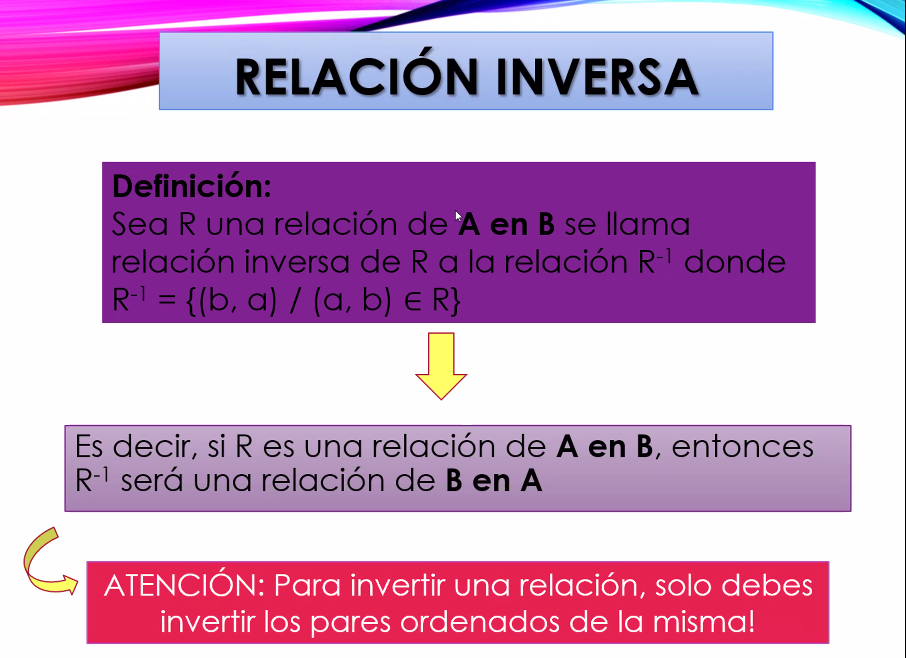 RELACIÓN INVERSA
Definición:
Sea R una relación de A en B se llama
relación inversa de R a la relación R⁻¹ donde
R⁻¹ = {(b, a) / (a, b) ∈ R}
Es decir, si R es una relación de A en B, entonces
R⁻¹ será una relación de B en A
ATENCIÓN: Para invertir una relación, solo debes
invertir los pares ordenados de la misma!